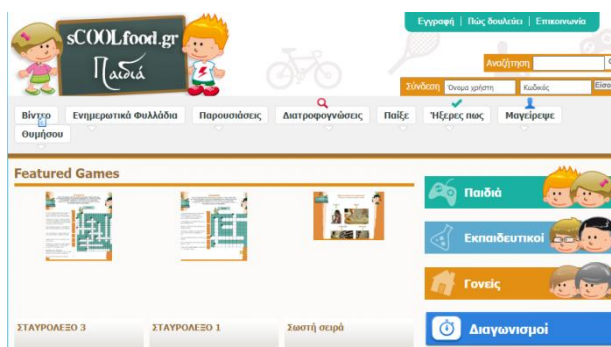 Εγγραφή | Πώς δουλεύει | Επικοινωνία
sCOOLfood.gr
Παιδιά
Αναζήτηση
Σύνδεση Όνομα χρήστη Κωδικός
Βίντεο Ενημερωτικά Φυλλάδια Παρουσιάσεις Διατροφογνώσεις Παίξε Ήξερες πως Μαγείρεψε
Θυμήσου
Featured Games
Παιδιά
Εκπαιδευτικοί
Γονείς
Διαγωνισμοί
ΣΤΑΥΡΟΛΕΞΟ 3 ΣΤΑΥΡΟΛΕΞΟ 1 Σωστή σειρά